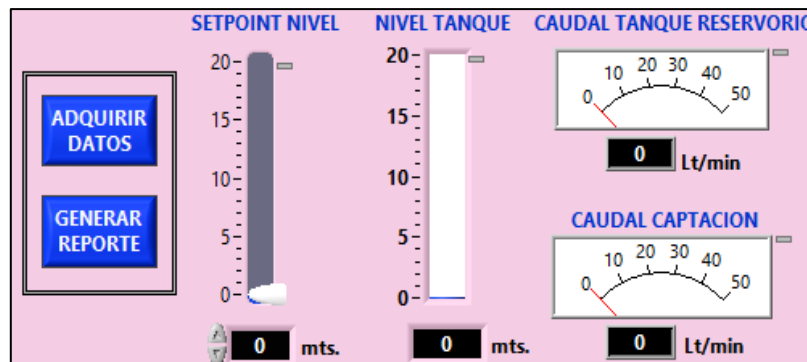 SETPOINT NIVEL
NIVEL TANQUE
CAUDAL TANQUE RESERVORIO
ADQUIRIR
DATOS
GENERAR
REPORTE
20
15
10
5
0
0 mts.
20
15
10
5
0
0 mts.
0 10 20 30 40 50
0 Lt/min
CAUDAL CAPTACION
0 10 20 30 40 50
0 Lt/min